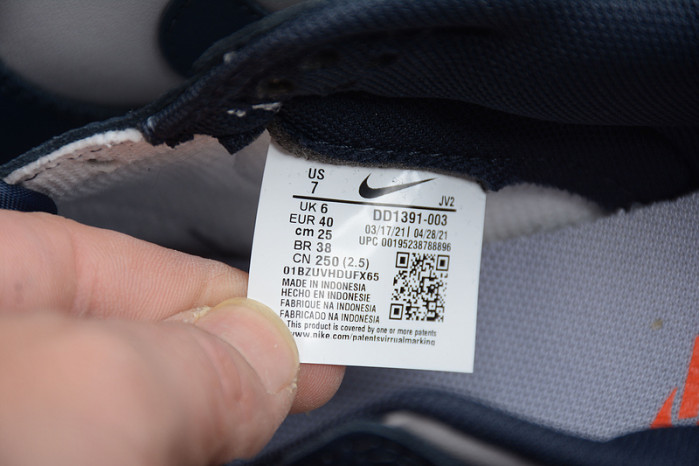 US
7
JV2
UK 6
DD1391-003
EUR 40
03/17/21 | 04/28/21
cm 25
UPC 00195238788896
BR 38
CN 250 (2.5)
01BZUVHDUFX65
MADE IN INDONESIA
HECHO EN INDONESIE
FABRIQUE NA INDONESIA
FABRICADO NA INDONESIA
This product is covered by one or more patents
www.nike.com/patentsvirrualmarkine